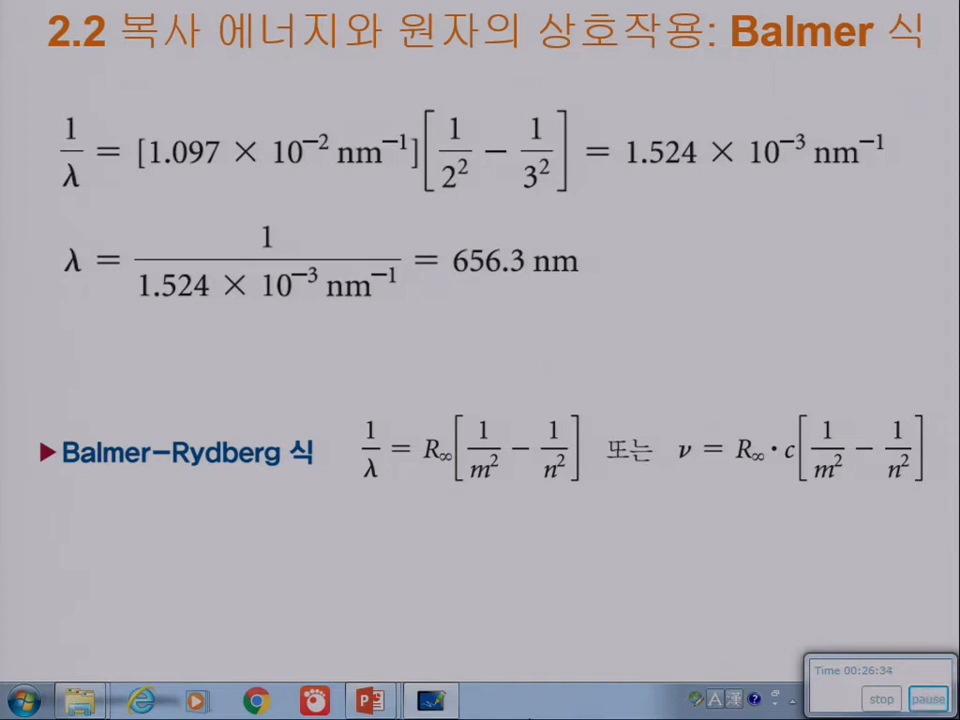 2.2 복사 에너지와 원자의 상호작용: Balmer 식
1/λ = [1.097 × 10⁻² nm⁻¹][1/2² − 1/3²] = 1.524 × 10⁻³ nm⁻¹
λ = 1/(1.524 × 10⁻³ nm⁻¹) = 656.3 nm
▶ Balmer−Rydberg 식 1/λ = R∞[1/m² − 1/n²] 또는 ν = R∞ · c[1/m² − 1/n²]
Time 00:26:34
stop pause
A 漢